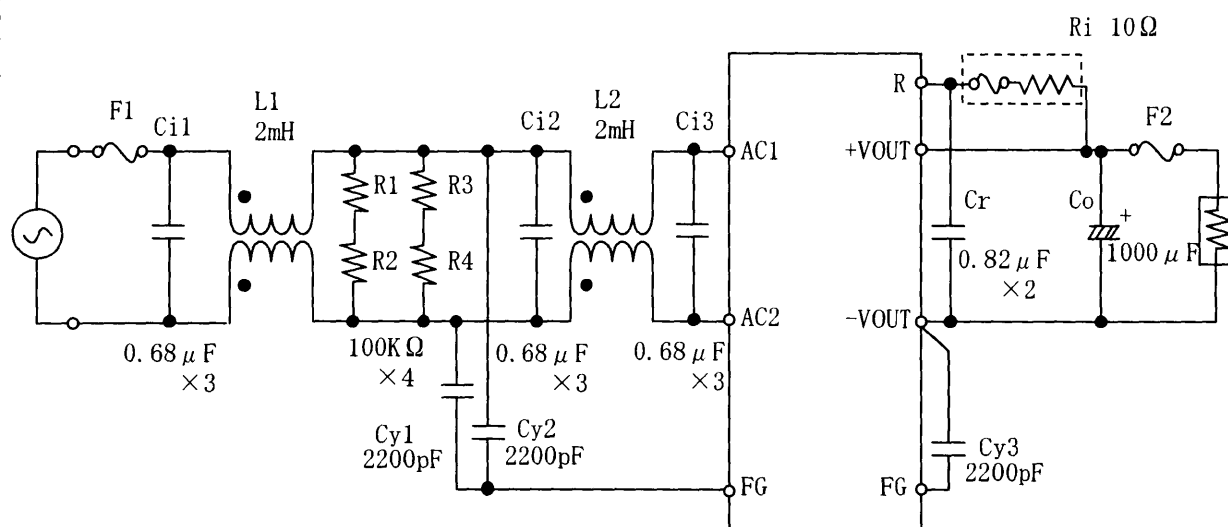 Ri 10Ω
R
F1
L1
2mH
Ci1
Ci2
L2
2mH
Ci3
F2
AC1
+VOUT
R1
R3
Cr
Co
+
R2
R4
0.82μF
×2
1000μF
AC2
-VOUT
0.68μF
×3
100KΩ
×4
0.68μF
×3
0.68μF
×3
Cy1
2200pF
Cy2
2200pF
Cy3
2200pF
FG
FG